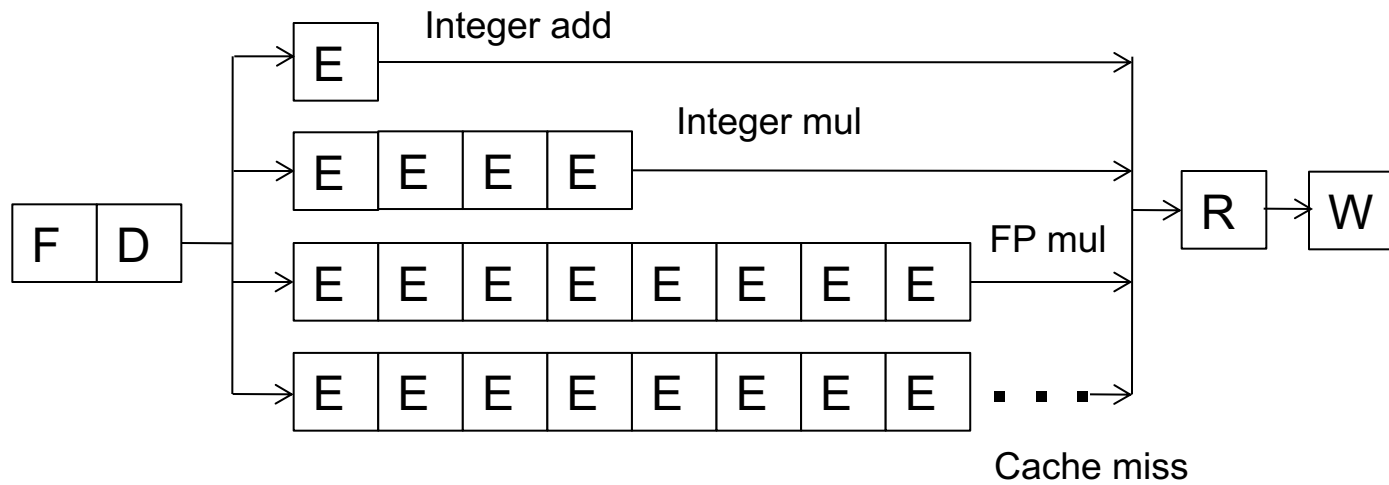 Integer add
E
Integer mul
E E E E
F D
R W
FP mul
E E E E E E E E
E E E E E E E E . . .
Cache miss